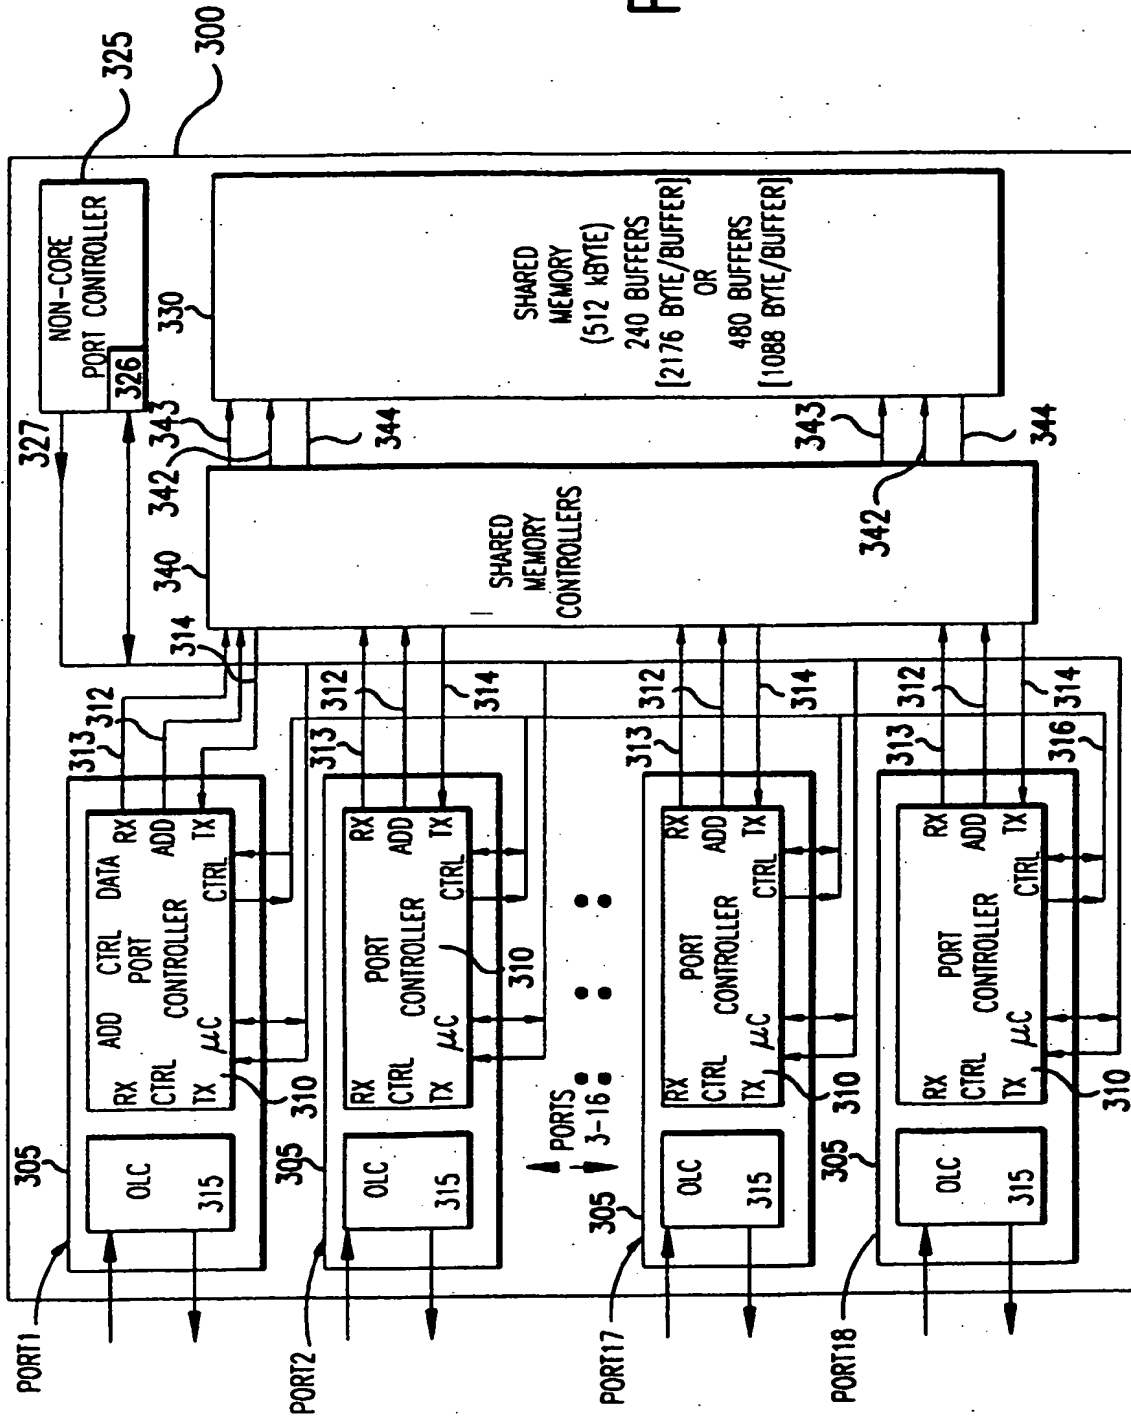 F
300
325
NON-CORE
PORT CONTROLLER
326
327
330
SHARED
MEMORY
(512 kBYTE)
240 BUFFERS
[2176 BYTE/BUFFER]
OR
480 BUFFERS
[1088 BYTE/BUFFER]
343
342
344
343
342
344
340
SHARED
MEMORY
CONTROLLERS
314
312
313
312
313
314
312
313
314
312
313
314
316
PORT1
305
OLC
315
ADD CTRL DATA
PORT
CONTROLLER
RX
CTRL
TX
µC
RX
ADD
TX
CTRL
310
PORT2
305
OLC
315
PORT
CONTROLLER
RX
CTRL
TX
µC
RX
ADD
TX
CTRL
310
PORTS
3-16
PORT17
305
OLC
315
PORT
CONTROLLER
RX
CTRL
TX
µC
RX
ADD
TX
CTRL
310
PORT18
305
OLC
315
PORT
CONTROLLER
RX
CTRL
TX
µC
RX
ADD
TX
CTRL
310